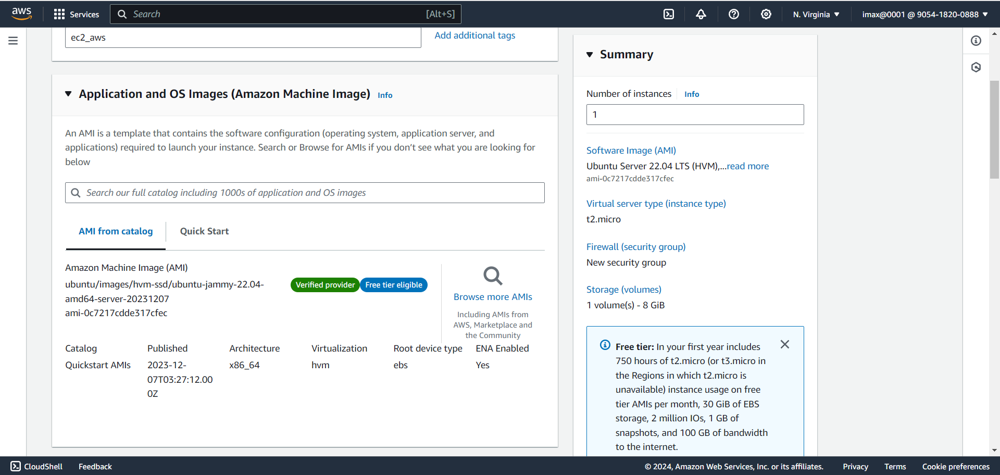 aws
Services
Search
[Alt+S]
N. Virginia
imax@0001 @ 9054-1820-0888
ec2_aws
Add additional tags
Application and OS Images (Amazon Machine Image)
Info
An AMI is a template that contains the software configuration (operating system, application server, and
applications) required to launch your instance. Search or Browse for AMIs if you don’t see what you are looking for
below
Search our full catalog including 1000s of application and OS images
AMI from catalog
Quick Start
Amazon Machine Image (AMI)
ubuntu/images/hvm-ssd/ubuntu-jammy-22.04-
amd64-server-20231207
ami-0c7217cdde317cfec
Verified provider
Free tier eligible
Browse more AMIs
Including AMIs from
AWS, Marketplace and
the Community
Catalog
Quickstart AMIs
Published
2023-12-
07T03:27:12.00
0Z
Architecture
x86_64
Virtualization
hvm
Root device type
ebs
ENA Enabled
Yes
Summary
Number of instances
Info
1
Software Image (AMI)
Ubuntu Server 22.04 LTS (HVM),...read more
ami-0c7217cdde317cfec
Virtual server type (instance type)
t2.micro
Firewall (security group)
New security group
Storage (volumes)
1 volume(s) - 8 GiB
Free tier: In your first year includes
750 hours of t2.micro (or t3.micro in
the Regions in which t2.micro is
unavailable) instance usage on free
tier AMIs per month, 30 GiB of EBS
storage, 2 million IOs, 1 GB of
snapshots, and 100 GB of bandwidth
to the internet.
CloudShell
Feedback
© 2024, Amazon Web Services, Inc. or its affiliates.
Privacy
Terms
Cookie preferences